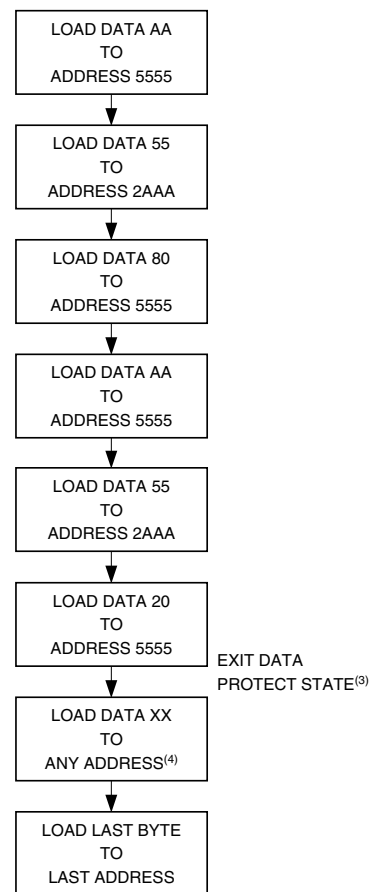 LOAD DATA AA
TO
ADDRESS 5555
LOAD DATA 55
TO
ADDRESS 2AAA
LOAD DATA 80
TO
ADDRESS 5555
LOAD DATA AA
TO
ADDRESS 5555
LOAD DATA 55
TO
ADDRESS 2AAA
LOAD DATA 20
TO
ADDRESS 5555
EXIT DATA
PROTECT STATE(3)
LOAD DATA XX
TO
ANY ADDRESS(4)
LOAD LAST BYTE
TO
LAST ADDRESS